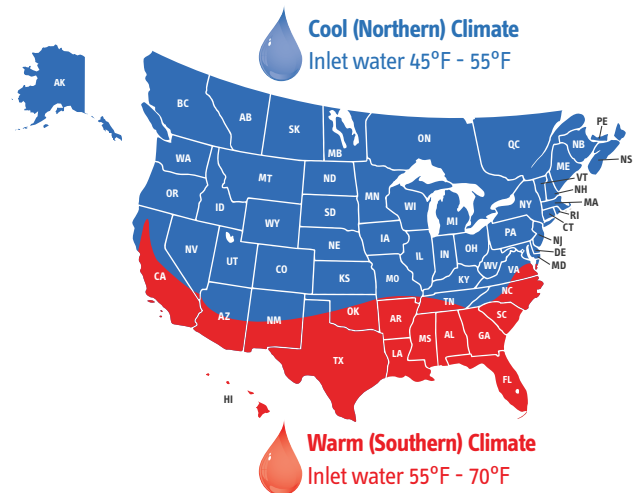 Cool (Northern) Climate
Inlet water 45°F - 55°F
AK
BC
AB
SK
MB
ON
QC
PE
NB
NS
ME
WA
MT
ND
MN
VT
NH
OR
ID
WY
SD
WI
MI
NY
MA
RI
CT
NV
UT
CO
NE
IA
IL
IN
OH
PA
NJ
DE
MD
KS
MO
KY
WV
VA
CA
AZ
NM
OK
AR
TN
NC
SC
TX
LA
MS
AL
GA
FL
HI
Warm (Southern) Climate
Inlet water 55°F - 70°F